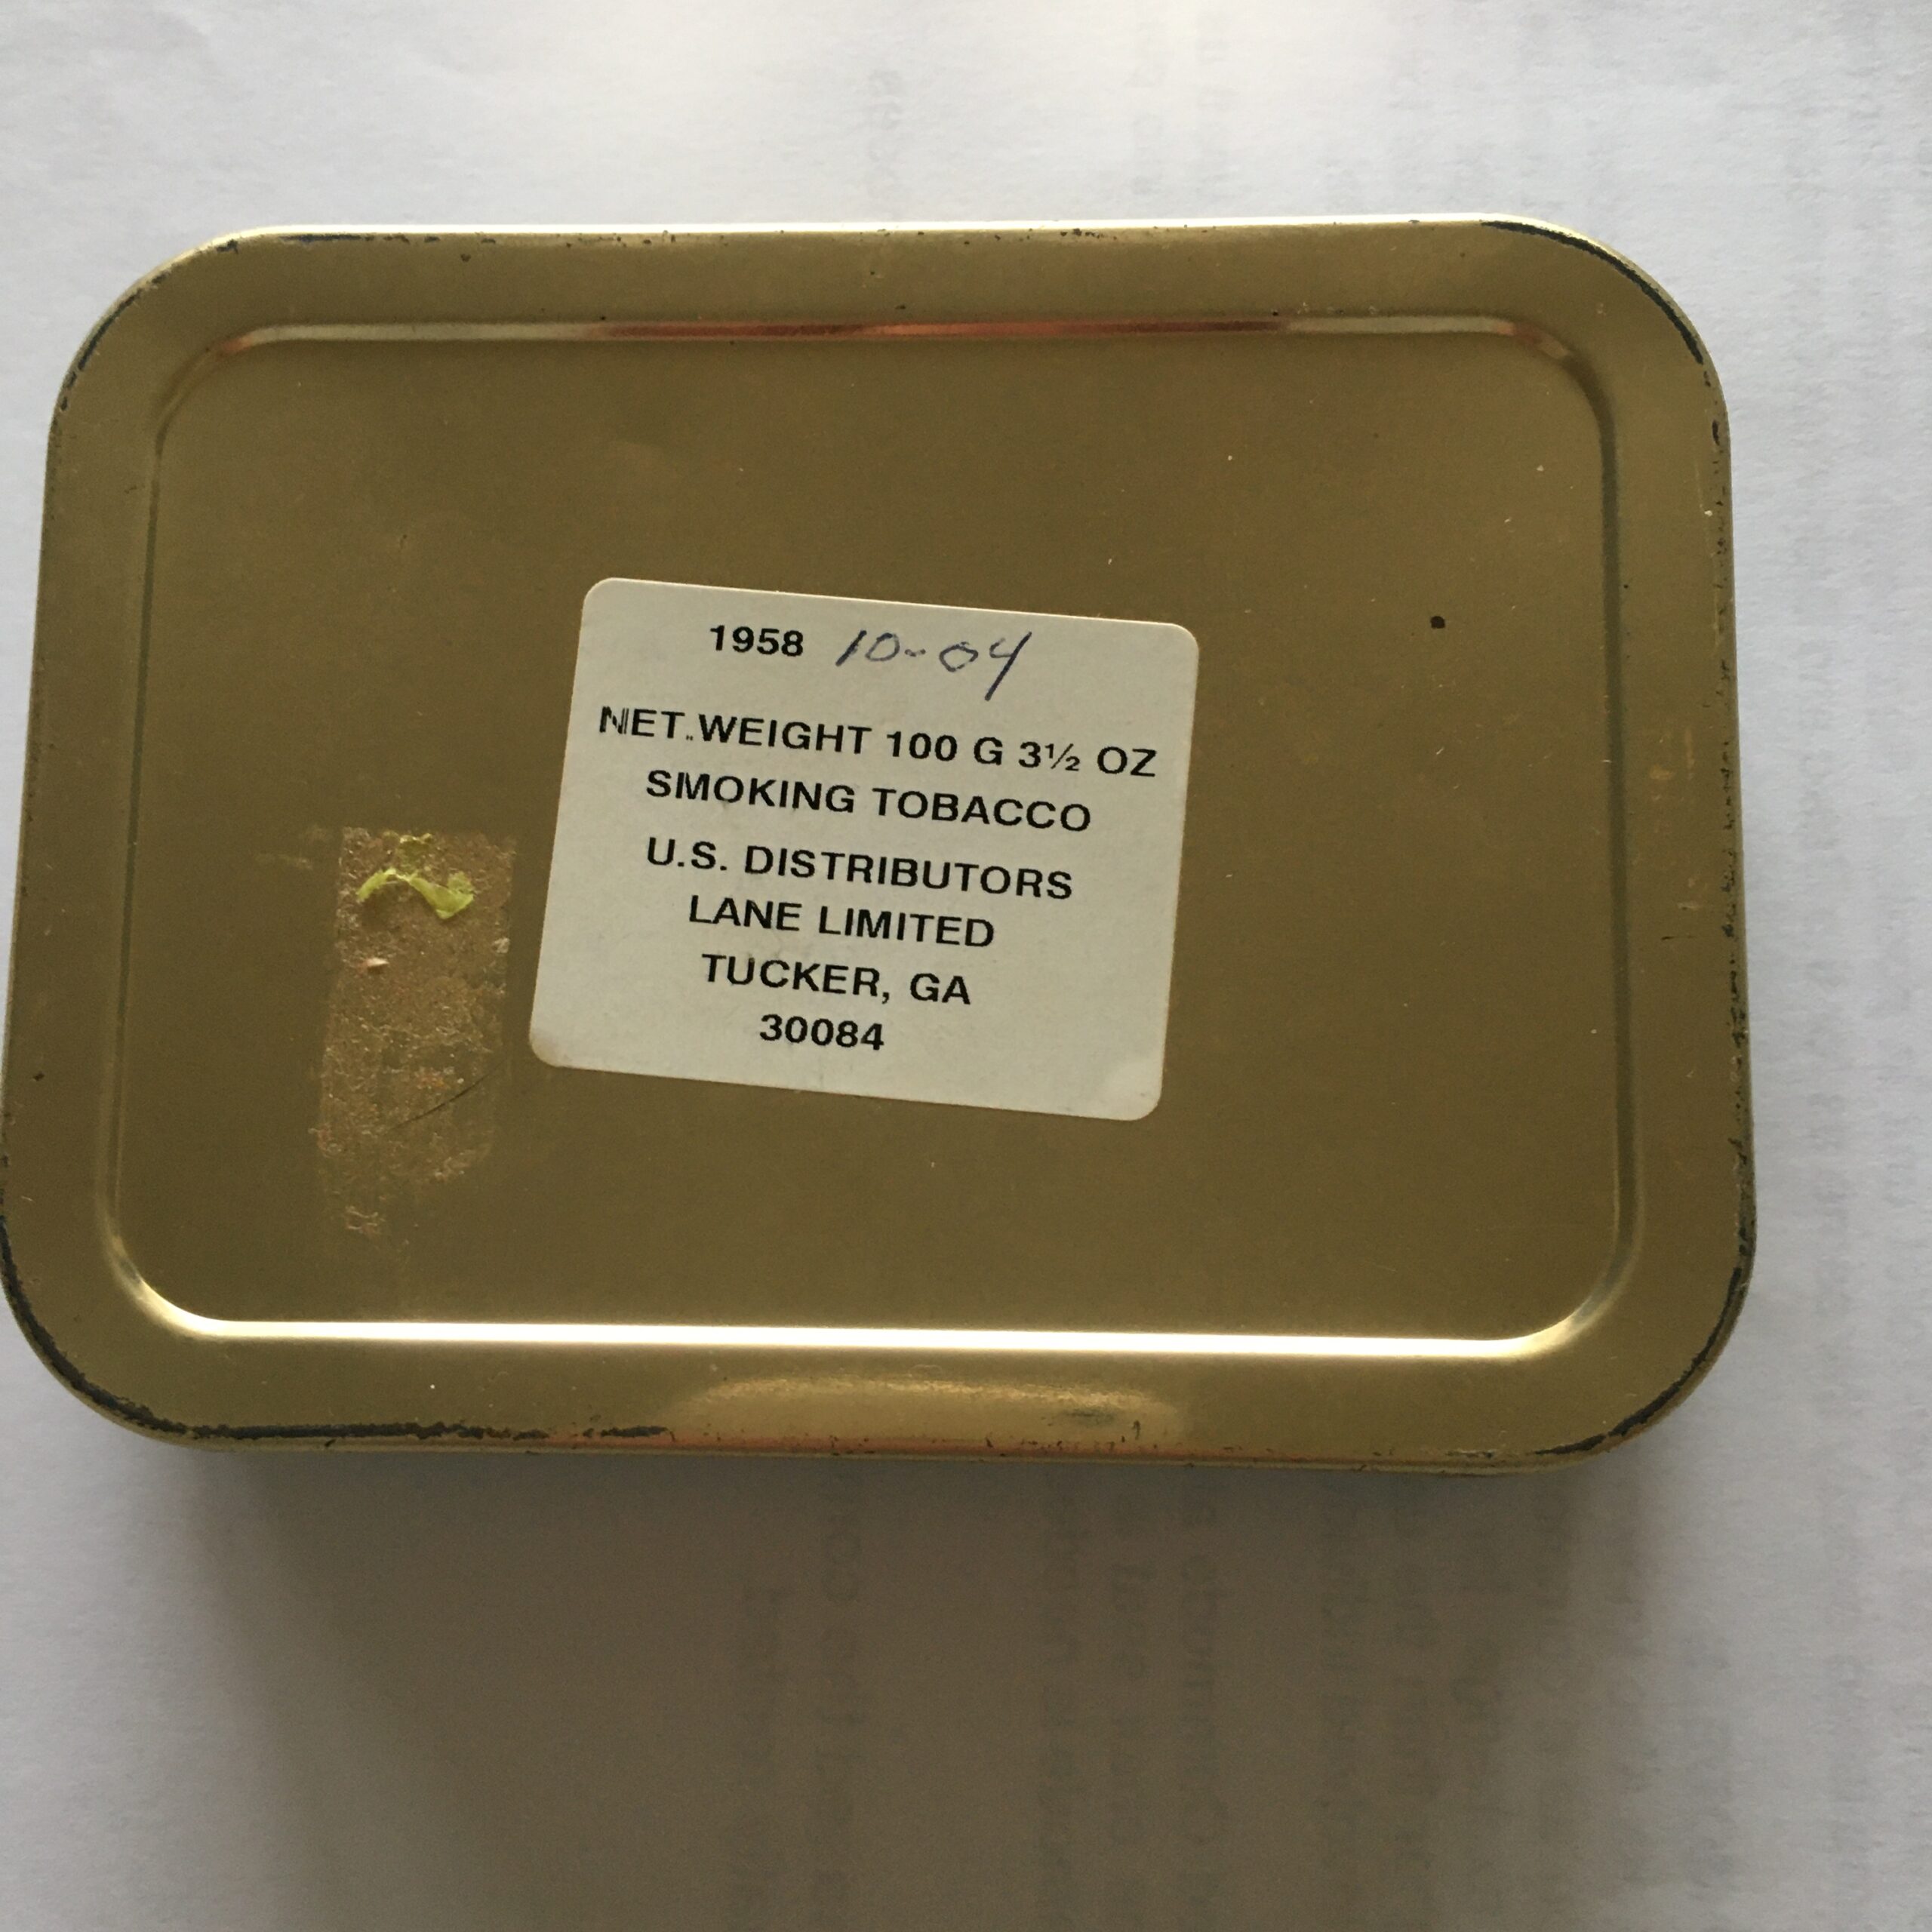 1958 10-04
NET.WEIGHT 100 G 3½ OZ
SMOKING TOBACCO
U.S. DISTRIBUTORS
LANE LIMITED
TUCKER, GA
30084